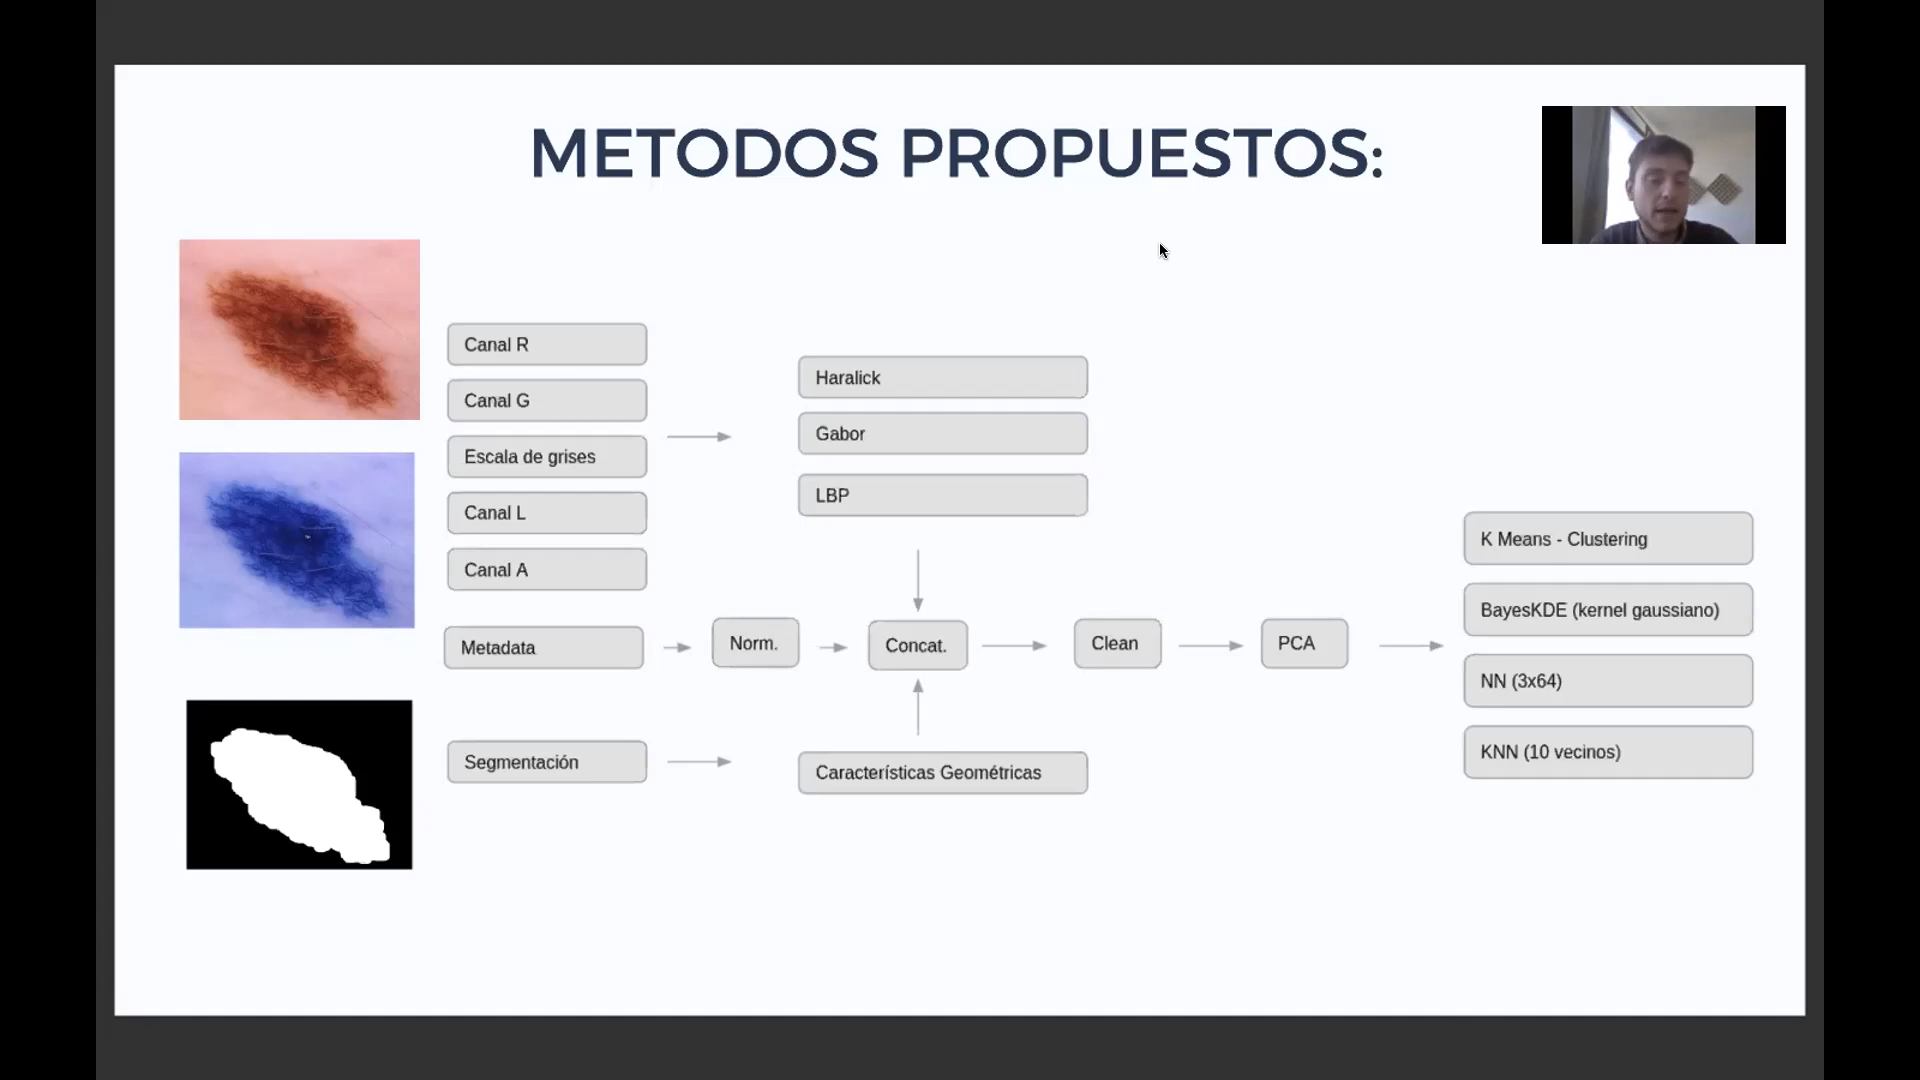 METODOS PROPUESTOS:
Canal R
Canal G
Escala de grises
Canal L
Canal A
Haralick
Gabor
LBP
Metadata
Norm.
Concat.
Clean
PCA
Segmentación
Características Geométricas
K Means - Clustering
BayesKDE (kernel gaussiano)
NN (3x64)
KNN (10 vecinos)